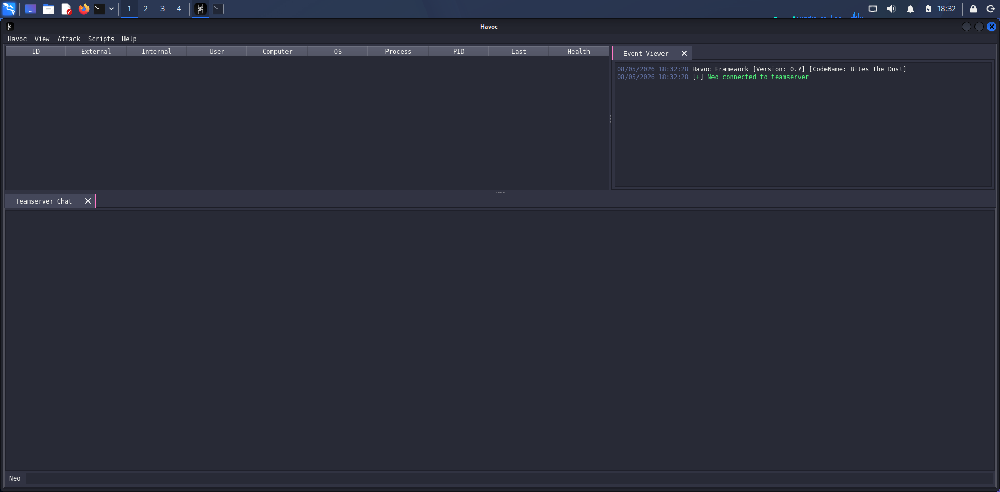 1 2 3 4 18:32
Havoc
Havoc View Attack Scripts Help
ID External Internal User Computer OS Process PID Last Health
Event Viewer
08/05/2026 18:32:28 Havoc Framework [Version: 0.7] [CodeName: Bites The Dust]
08/05/2026 18:32:28 [+] Neo connected to teamserver
Teamserver Chat
Neo